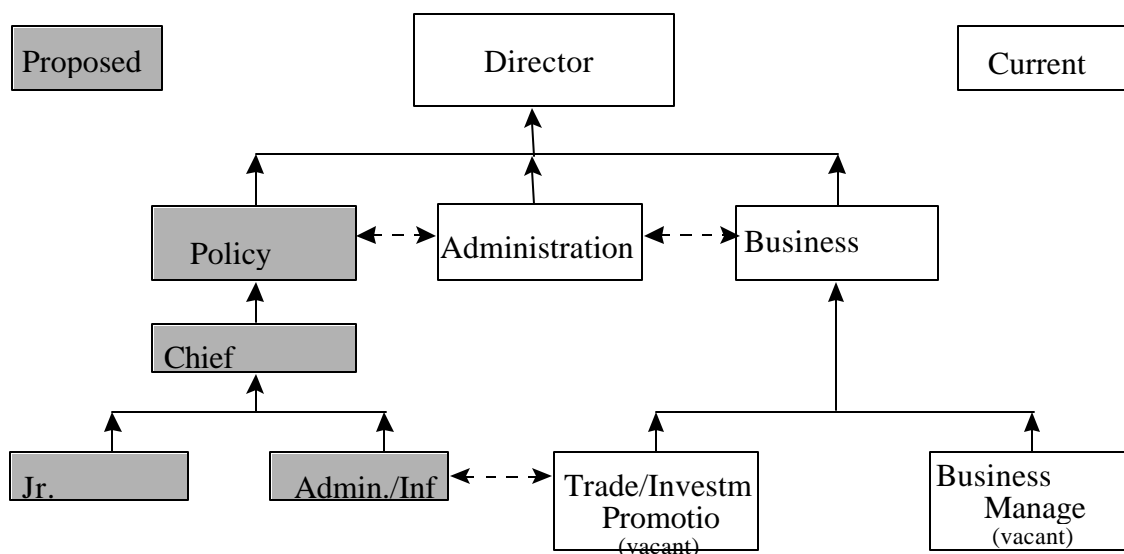 Proposed
Director
Current
Policy
Administration
Business
Chief
Jr.
Admin./Inf
Trade/Investm
Promotio
(vacant)
Business
Manage
(vacant)